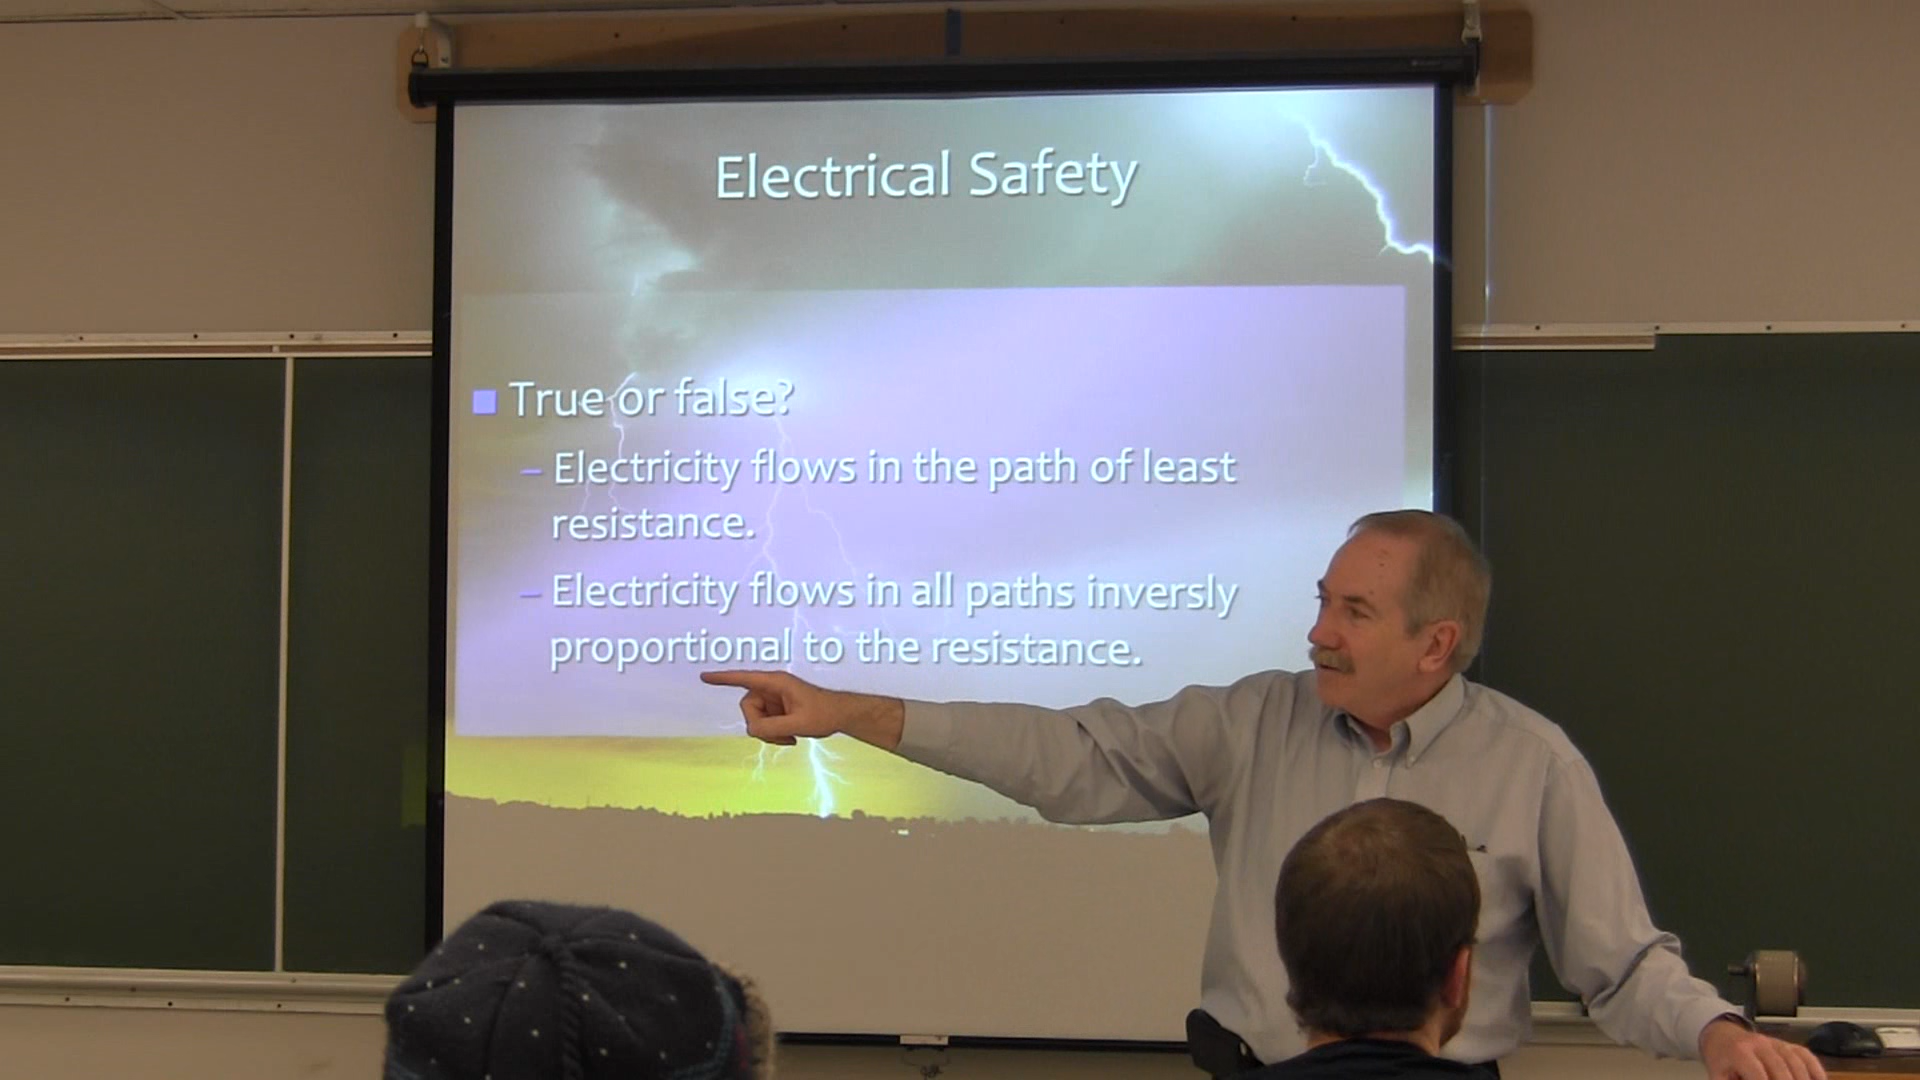 Electrical Safety
True or false?
– Electricity flows in the path of least
resistance.
– Electricity flows in all paths inversly
proportional to the resistance.